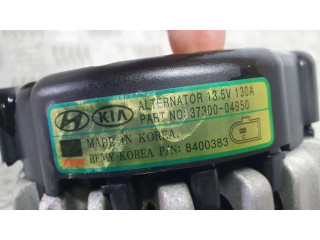 KIA
ALTERNATOR 13.5V 130A
PART NO: 37300-04950
MADE IN KOREA.
REMY KOREA P/N: 8400383